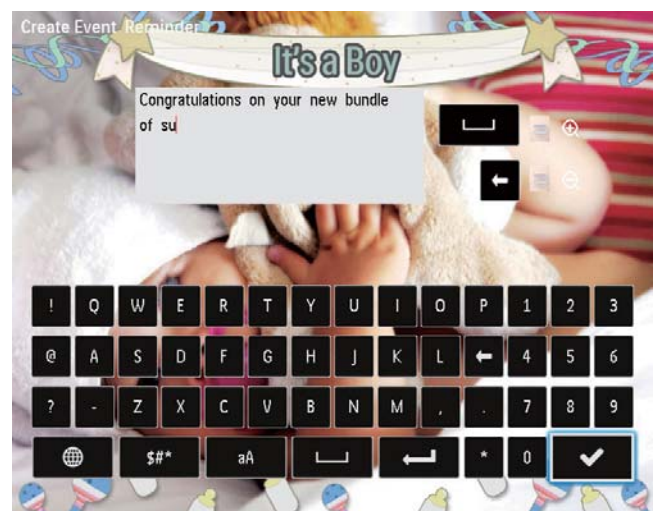 Create Event Reminder
It's a Boy
Congratulations on your new bundle
of su
! Q W E R T Y U I O P 1 2 3
@ A S D F G H J K L 4 5 6
? - Z X C V B N M , . 7 8 9
$#* aA * 0